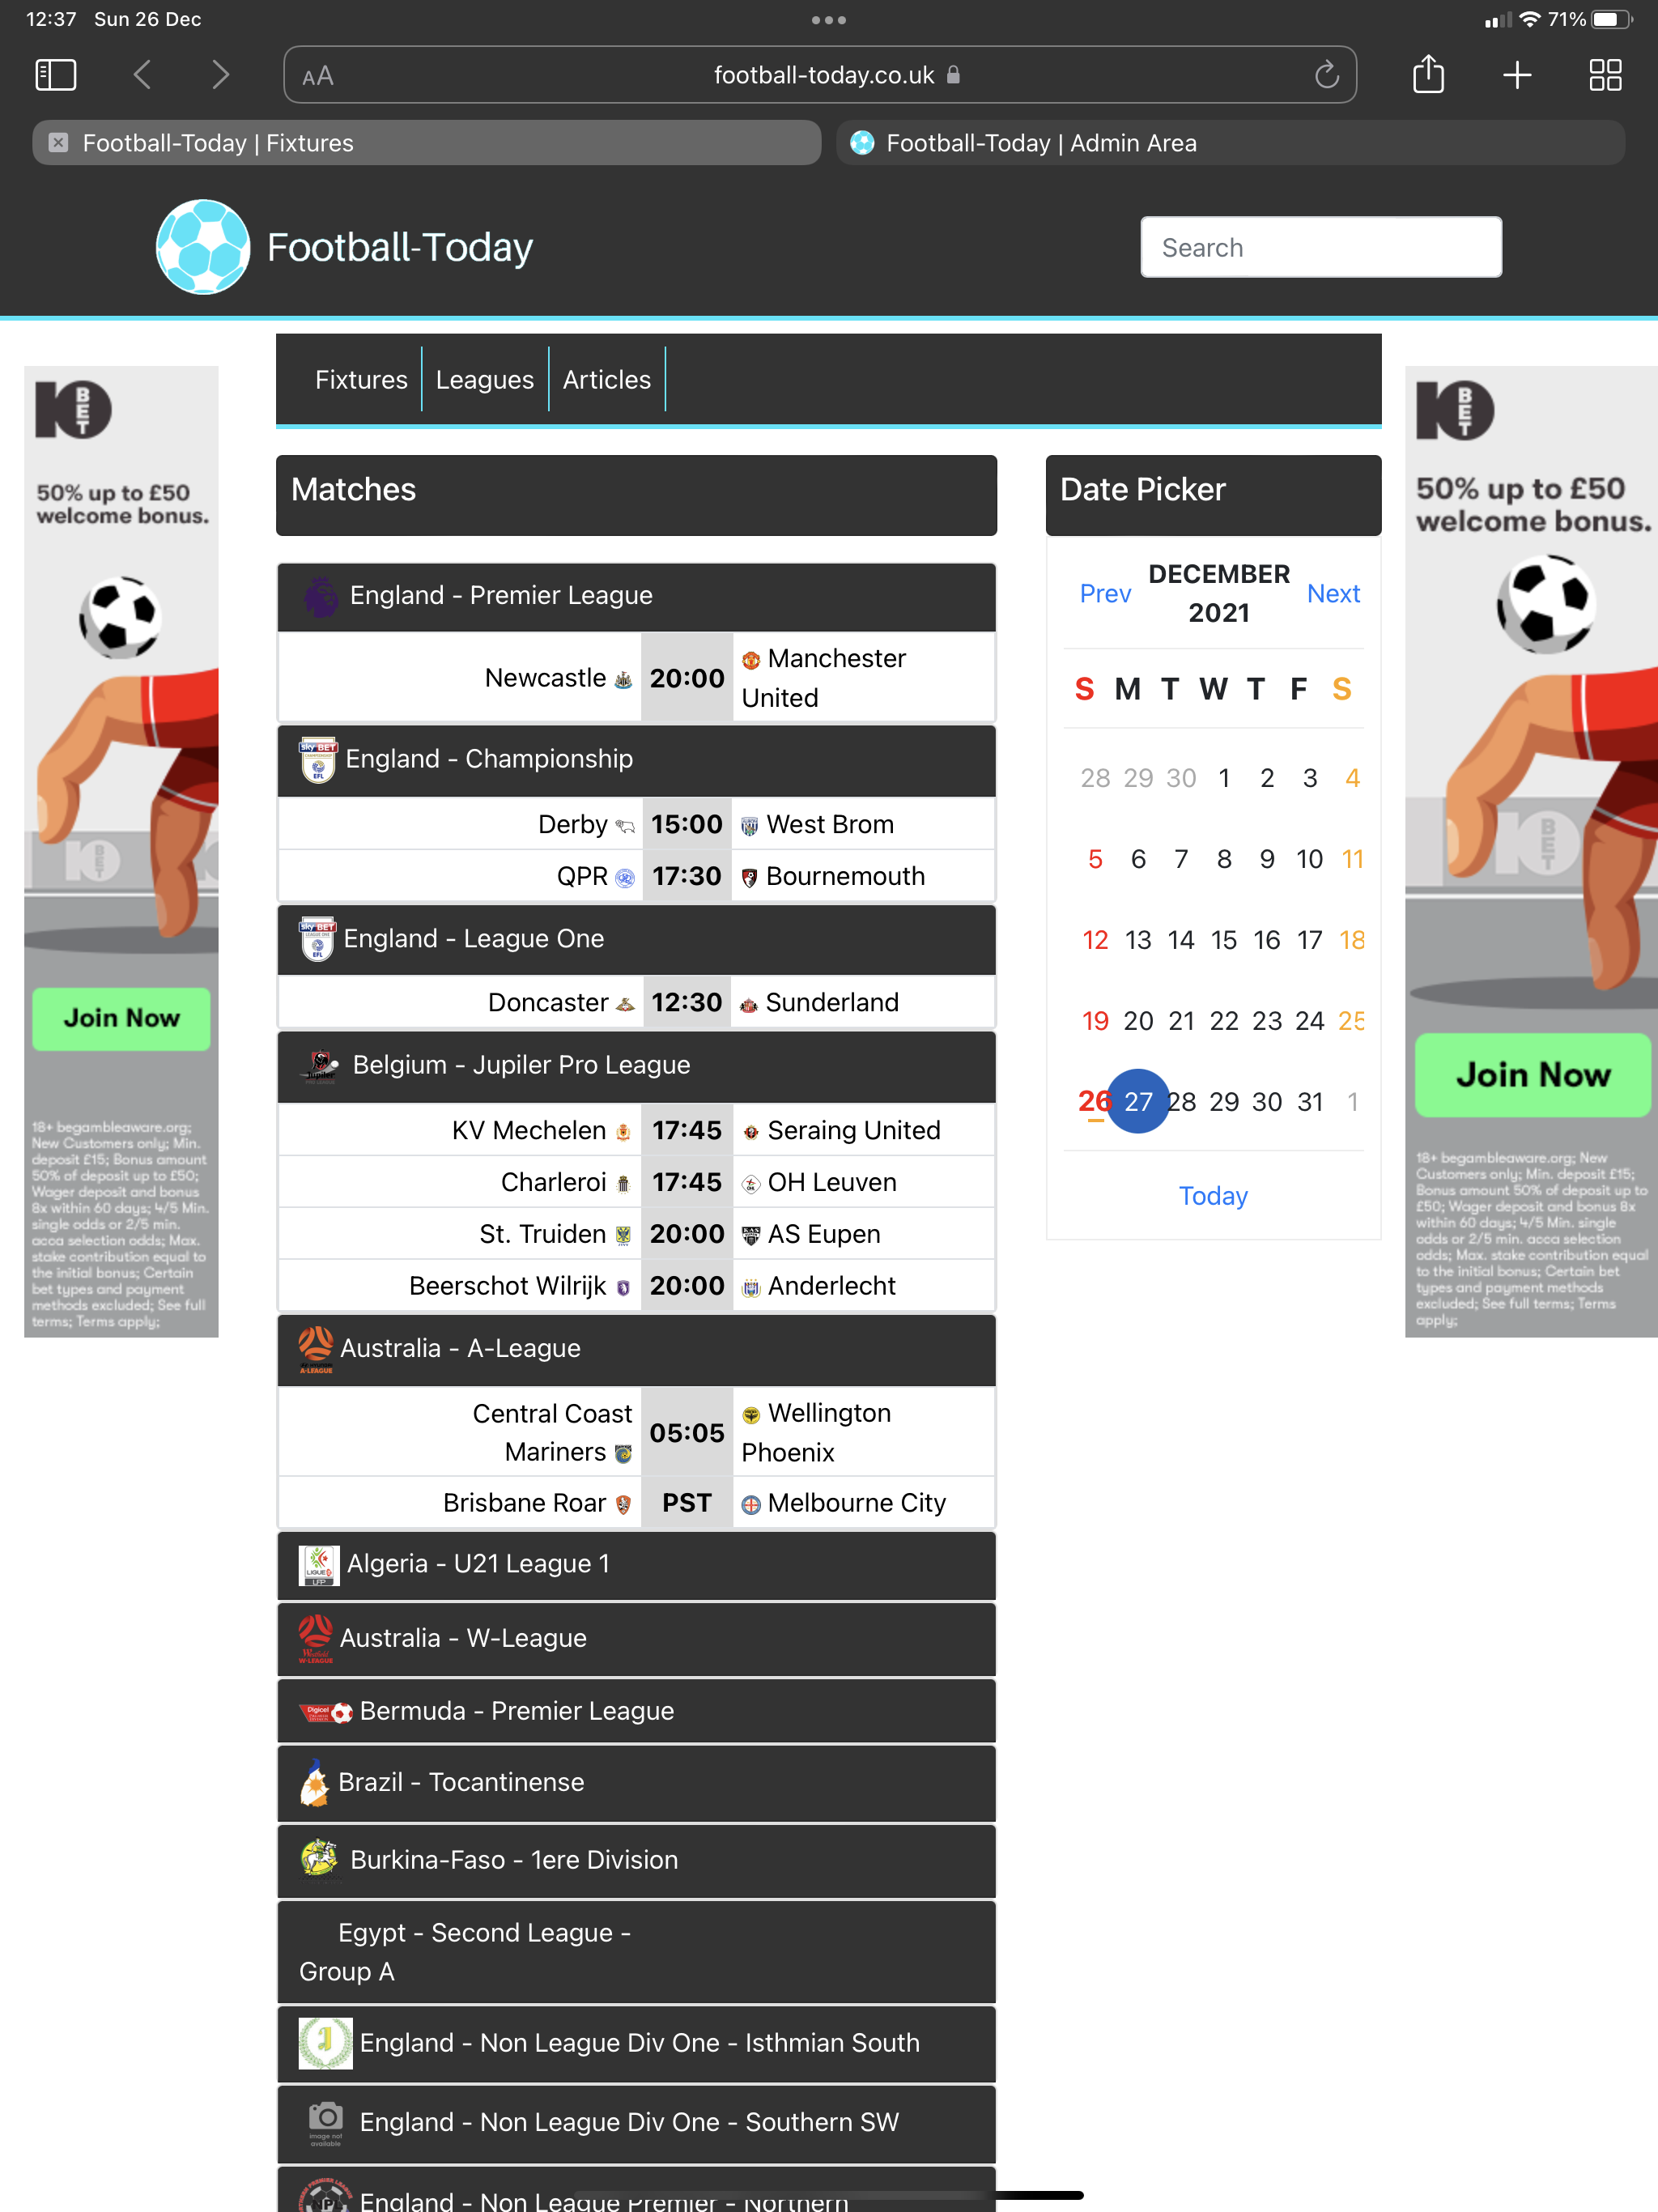 12:37 Sun 26 Dec
71%
AA football-today.co.uk
Football-Today | Fixtures
Football-Today | Admin Area
Football-Today
Search
Fixtures Leagues Articles
10 BET
50% up to £50
welcome bonus.
Join Now
18+ begambleaware.org;
New Customers only; Min.
deposit £15; Bonus amount
50% of deposit up to £50;
Wager deposit and bonus
8x within 60 days; 4/5 Min.
single odds or 2/5 min.
acca selection odds; Max.
stake contribution equal to
the initial bonus; Certain
bet types and payment
methods excluded; See full
terms; Terms apply;
Matches
England - Premier League
Newcastle 20:00 Manchester
United
England - Championship
Derby 15:00 West Brom
QPR 17:30 Bournemouth
England - League One
Doncaster 12:30 Sunderland
Belgium - Jupiler Pro League
KV Mechelen 17:45 Seraing United
Charleroi 17:45 OH Leuven
St. Truiden 20:00 AS Eupen
Beerschot Wilrijk 20:00 Anderlecht
Australia - A-League
Central Coast
Mariners 05:05 Wellington
Phoenix
Brisbane Roar PST Melbourne City
Algeria - U21 League 1
Australia - W-League
Bermuda - Premier League
Brazil - Tocantinense
Burkina-Faso - 1ere Division
Egypt - Second League -
Group A
England - Non League Div One - Isthmian South
image not
available
England - Non League Div One - Southern SW
England - Non League Premier - Northern
Date Picker
Prev DECEMBER
2021 Next
S M T W T F S
28 29 30 1 2 3 4
5 6 7 8 9 10 11
12 13 14 15 16 17 18
19 20 21 22 23 24 25
26 27 28 29 30 31 1
Today
10 BET
50% up to £50
welcome bonus.
Join Now
18+ begambleaware.org; New
Customers only; Min. deposit £15;
Bonus amount 50% of deposit up to
£50; Wager deposit and bonus 8x
within 60 days; 4/5 Min. single
odds or 2/5 min. acca selection
odds; Max. stake contribution equal
to the initial bonus; Certain bet
types and payment methods
excluded; See full terms; Terms
apply;